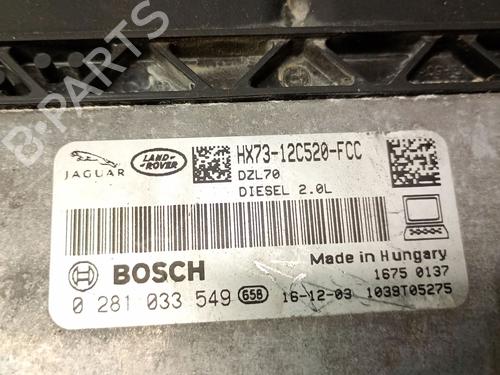 JAGUAR
LAND-
ROVER
HX73-12C520-FCC
DZL70
DIESEL 2.0L
Made in Hungary
BOSCH
1675 0137
0 281 033 549 658 16-12-03 1039T05275
B-Parts